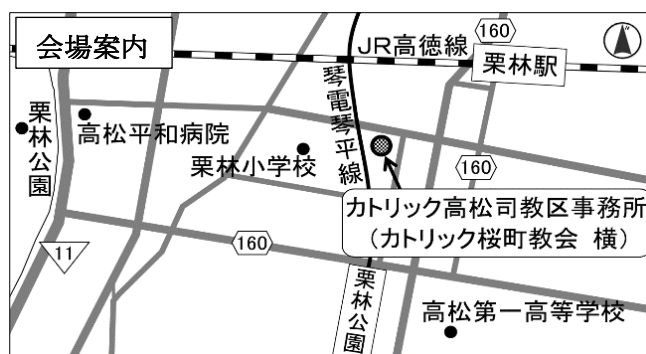 会場案内
JR高徳線
160
栗林駅
N
栗林公園
高松平和病院
栗林小学校
琴電琴平線
160
カトリック高松司教区事務所
(カトリック桜町教会 横)
11
160
栗林公園
高松第一高等学校